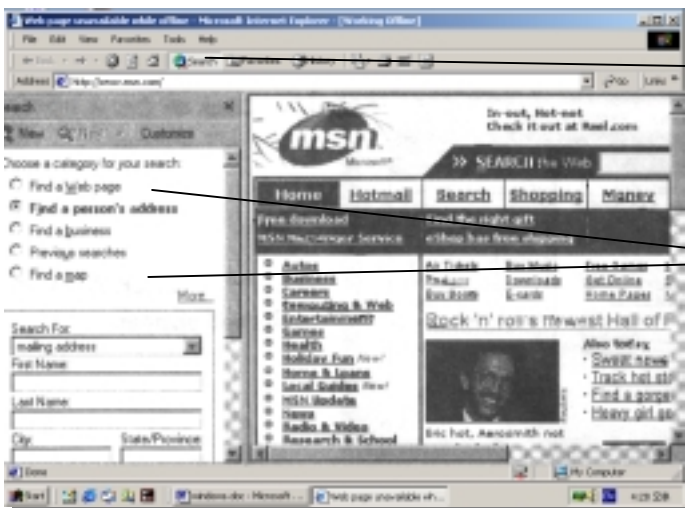 Web page unavailable while offline - Microsoft Internet Explorer - [Working Offline]
File Edit View Favorites Tools Help
Search Favorites History
Address http://www.msn.com/ Go Links
Search
New Customize
Choose a category for your search:
Find a Web page
Find a person's address
Find a business
Previous searches
Find a map
More...
Search For:
mailing address
First Name:
Last Name:
City: State/Province:
msn
Microsoft
In-out, Hot-not
Check it out at Reel.com
SEARCH the Web
Home Hotmail Search Shopping Money
Free download
MSN Messenger Service
Find the right gift
eShop has free shipping
Autos
Business
Careers
Computing & Web
Entertainment
Games
Health
Holiday Fun New!
Home & Loans
Local Guides New!
MSN Update
News
Radio & Video
Research & School
Air Tickets Buy Music Free Games
Downloads Get Online
Buy Books E-cards Home Pages
Rock 'n' roll's newest Hall of F
Also today
Sweet news
Track hot st
Find a gorge
Heavy girl ge
Eric hot, Aerosmith not
Done
My Computer
Start windows.doc - Microsoft ... Web page unavailable wh...